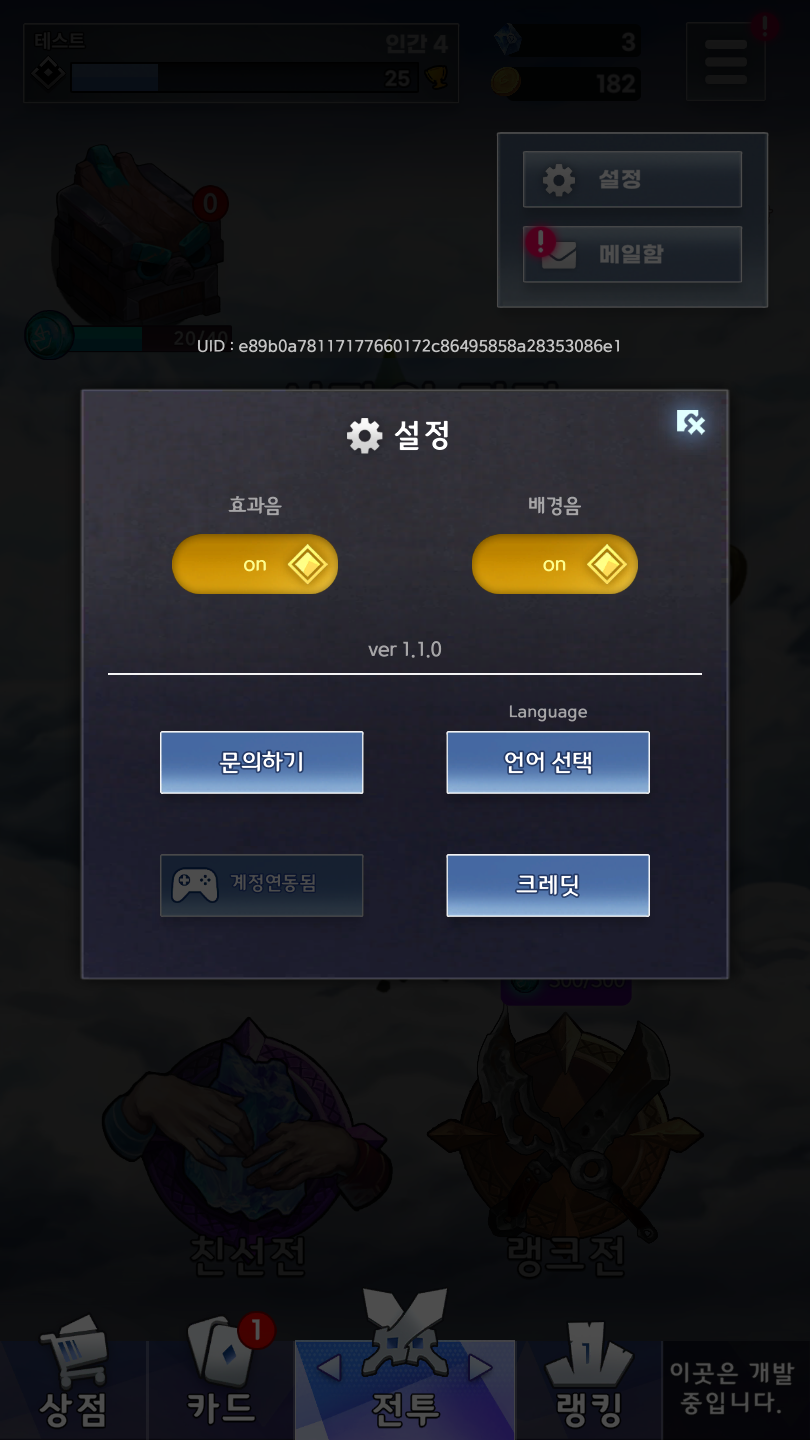 테스트
인간 4
25
3
182
설정
메일함
0
20/40
UID : e89b0a78117177660172c86495858a28353086e1
설정
효과음
배경음
on
on
ver 1.1.0
Language
문의하기
언어 선택
계정연동됨
크레딧
300/300
친선전
랭크전
1
1
상점
카드
전투
랭킹
이곳은 개발
중입니다.